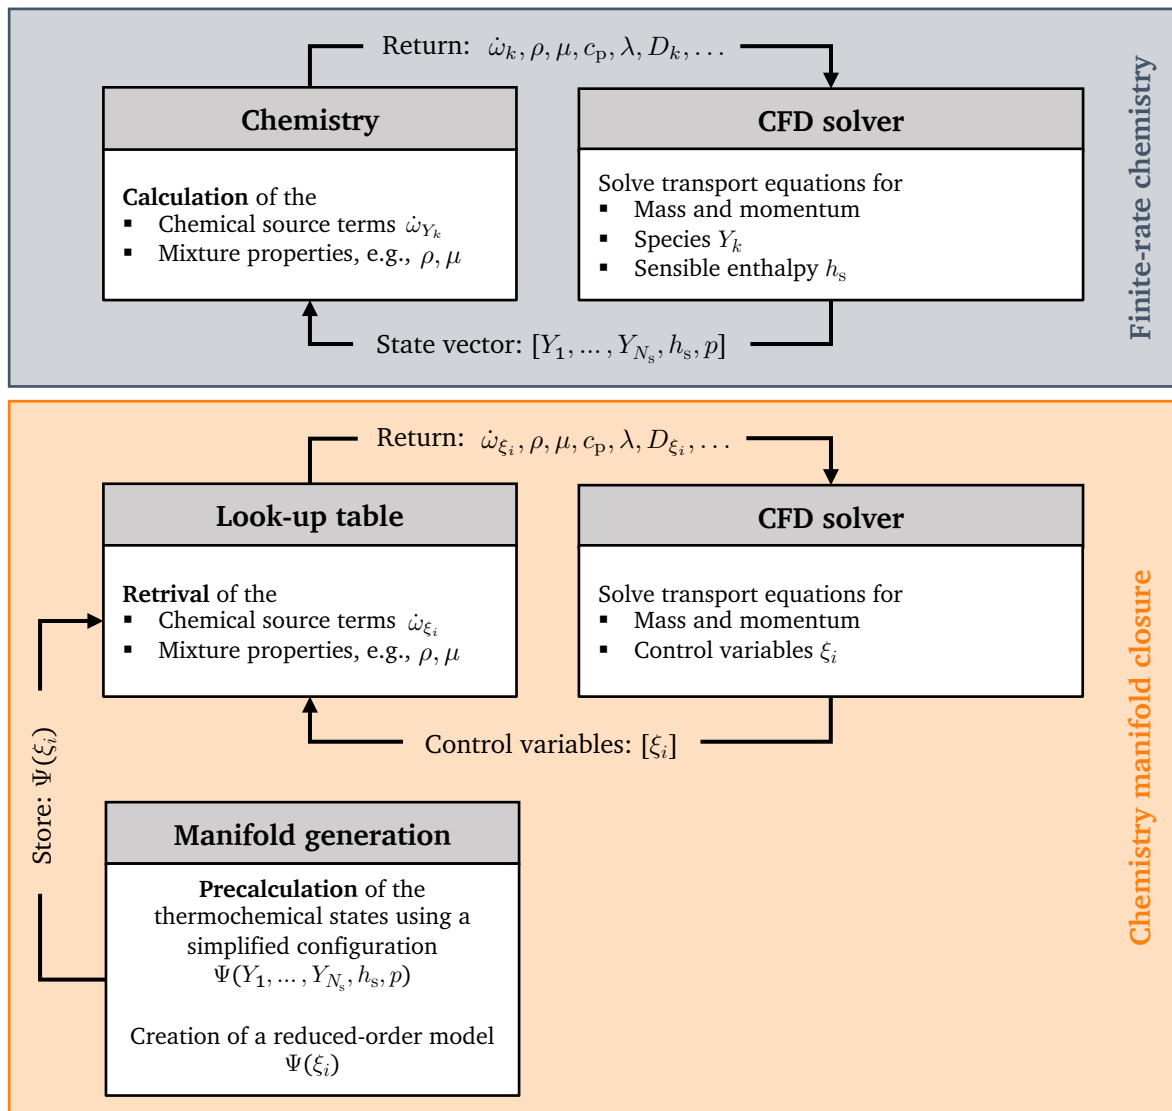 Return: ω̇ₖ, ρ, μ, cₚ, λ, Dₖ, . . .
Chemistry
CFD solver
Calculation of the
▪ Chemical source terms ω̇_{Y_k}
▪ Mixture properties, e.g., ρ, μ
Solve transport equations for
▪ Mass and momentum
▪ Species Y_k
▪ Sensible enthalpy h_s
State vector: [Y_1, ... , Y_{N_s}, h_s, p]
Finite-rate chemistry
Return: ω̇_{ξ_i}, ρ, μ, c_p, λ, D_{ξ_i}, . . .
Look-up table
CFD solver
Retrival of the
▪ Chemical source terms ω̇_{ξ_i}
▪ Mixture properties, e.g., ρ, μ
Solve transport equations for
▪ Mass and momentum
▪ Control variables ξ_i
Control variables: [ξ_i]
Store: Ψ(ξ_i)
Manifold generation
Precalculation of the
thermochemical states using a
simplified configuration
Ψ(Y_1, ... , Y_{N_s}, h_s, p)
Creation of a reduced-order model
Ψ(ξ_i)
Chemistry manifold closure